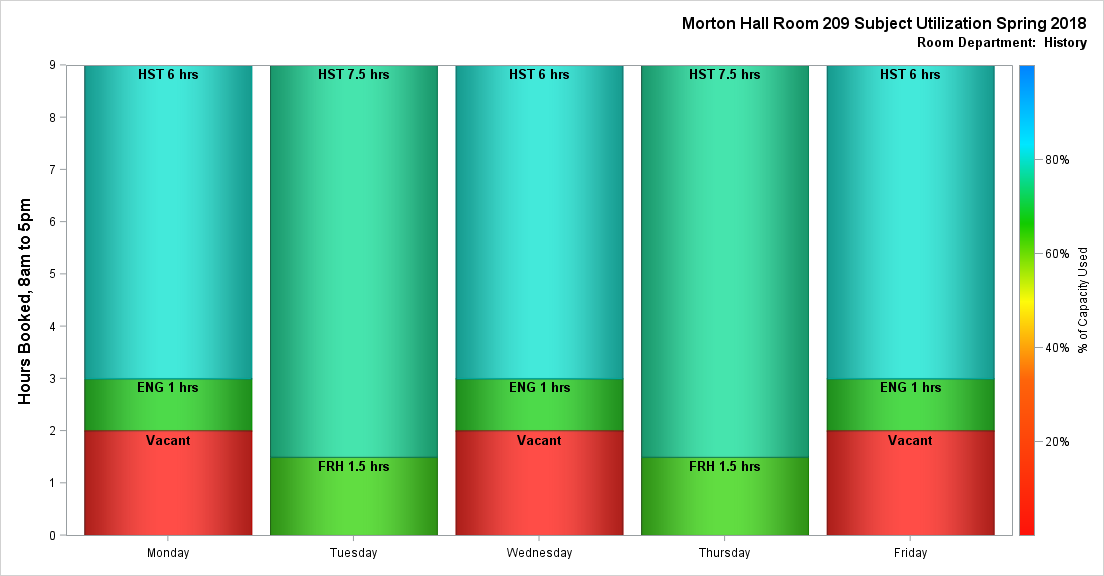 Morton Hall Room 209 Subject Utilization Spring 2018
Room Department:  History
Hours Booked, 8am to 5pm
9
8
7
6
5
4
3
2
1
0
HST 6 hrs
ENG 1 hrs
Vacant
HST 7.5 hrs
FRH 1.5 hrs
HST 6 hrs
ENG 1 hrs
Vacant
HST 7.5 hrs
FRH 1.5 hrs
HST 6 hrs
ENG 1 hrs
Vacant
Monday
Tuesday
Wednesday
Thursday
Friday
80%
60%
40%
20%
% of Capacity Used